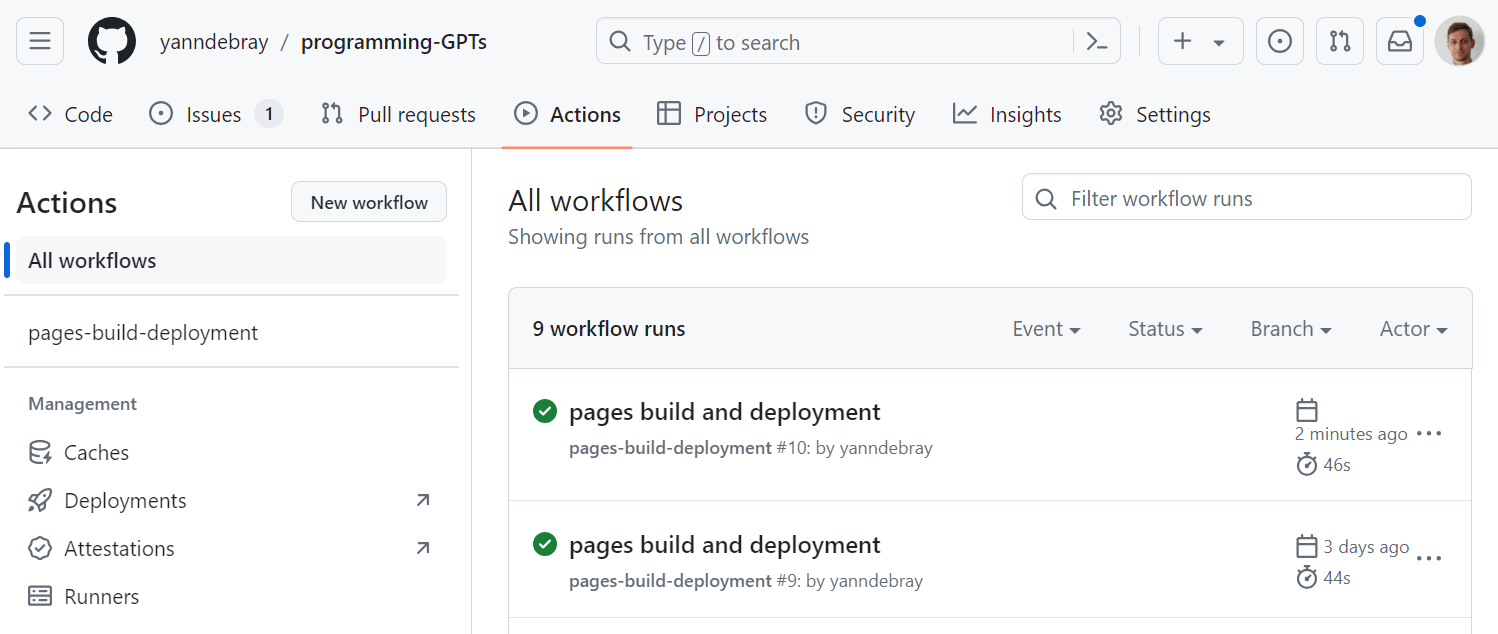 yanndebray / programming-GPTs
Type / to search
Code Issues 1 Pull requests Actions Projects Security Insights Settings
Actions
New workflow
All workflows
pages-build-deployment
Management
Caches
Deployments
Attestations
Runners
All workflows
Showing runs from all workflows
Filter workflow runs
9 workflow runs Event Status Branch Actor
pages build and deployment
pages-build-deployment #10: by yanndebray
2 minutes ago
46s
pages build and deployment
pages-build-deployment #9: by yanndebray
3 days ago
44s